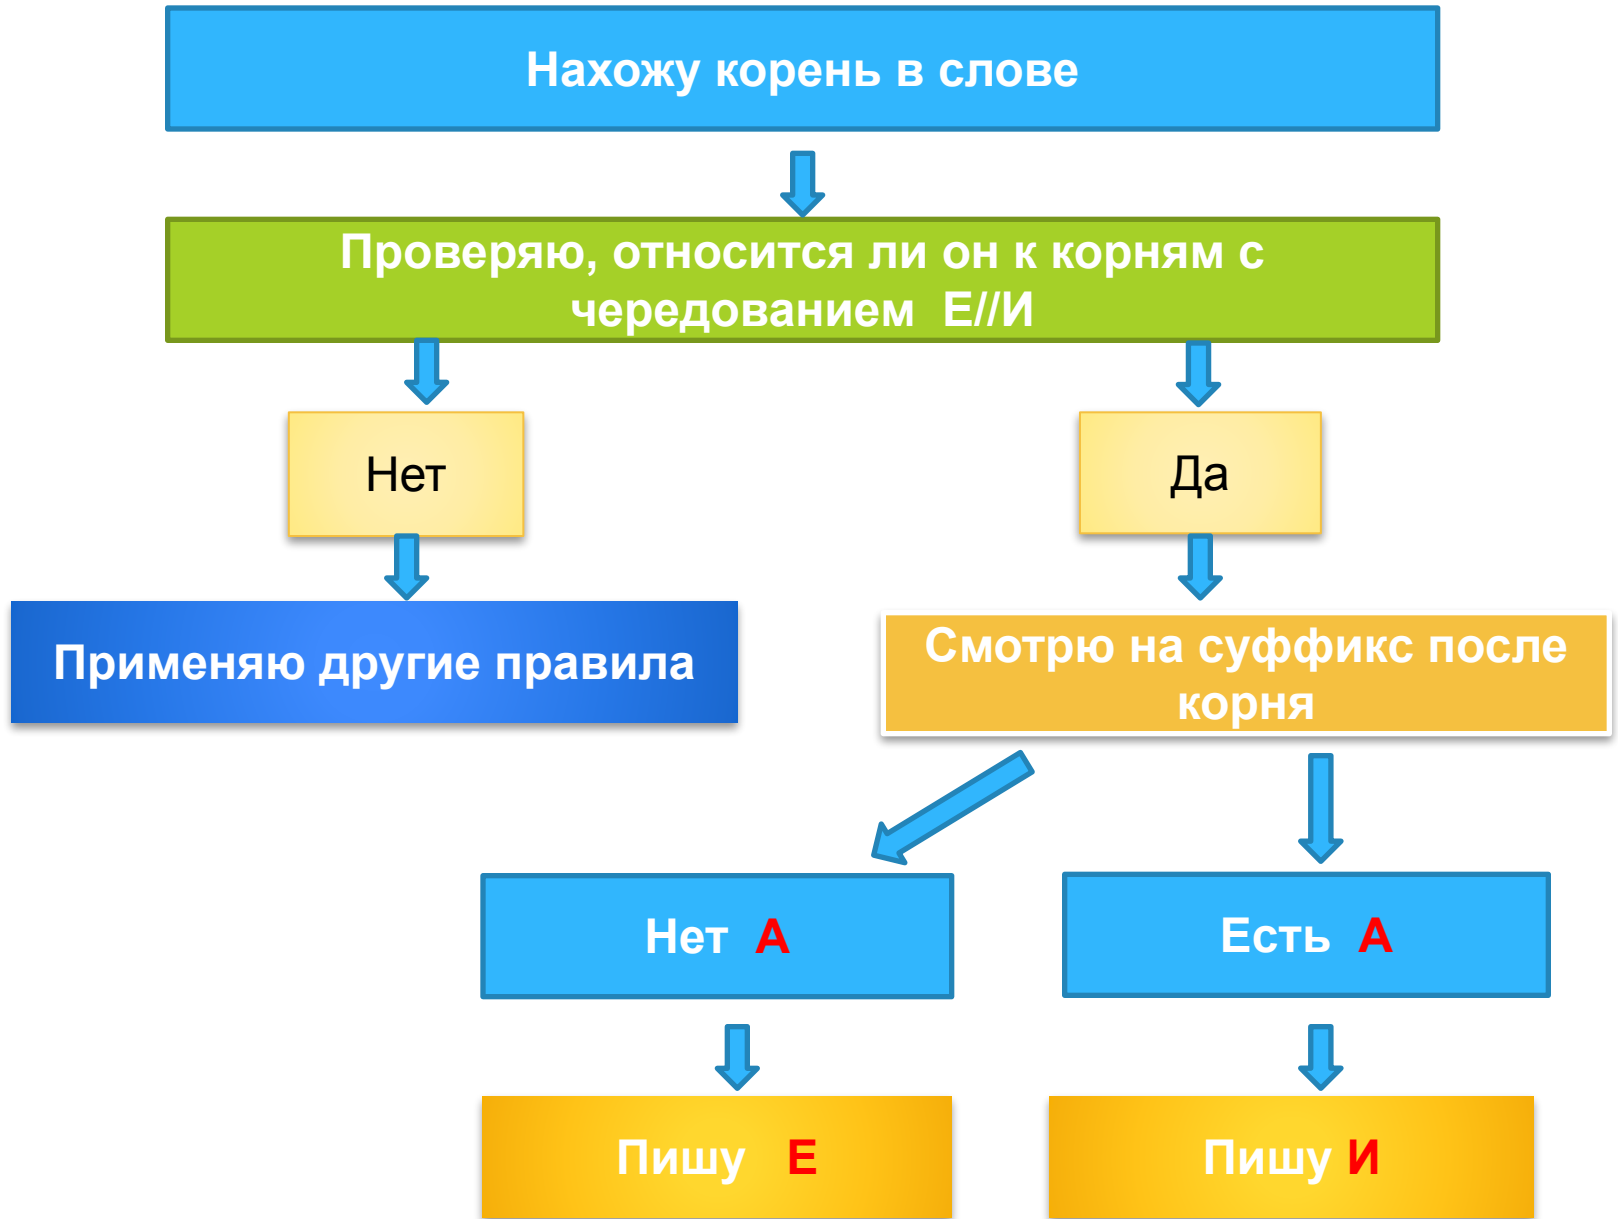 Нахожу корень в слове
Проверяю, относится ли он к корням с
чередованием Е//И
Нет
Да
Применяю другие правила
Смотрю на суффикс после
корня
Нет А
Есть А
Пишу Е
Пишу И